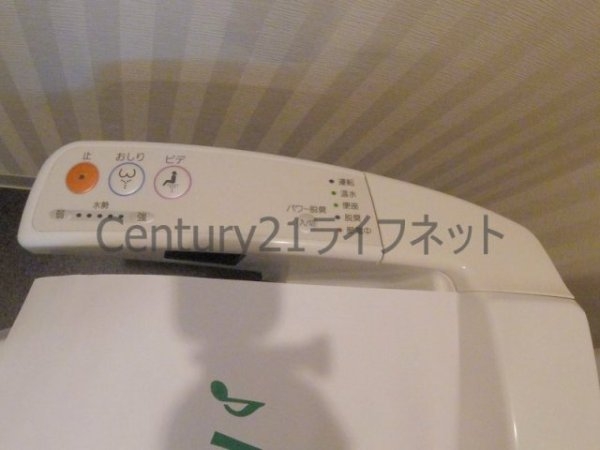 止 おしり ビデ
水勢
弱 強
パワー脱臭
入/切
運転
温水
便座
脱臭
Century21ライフネット